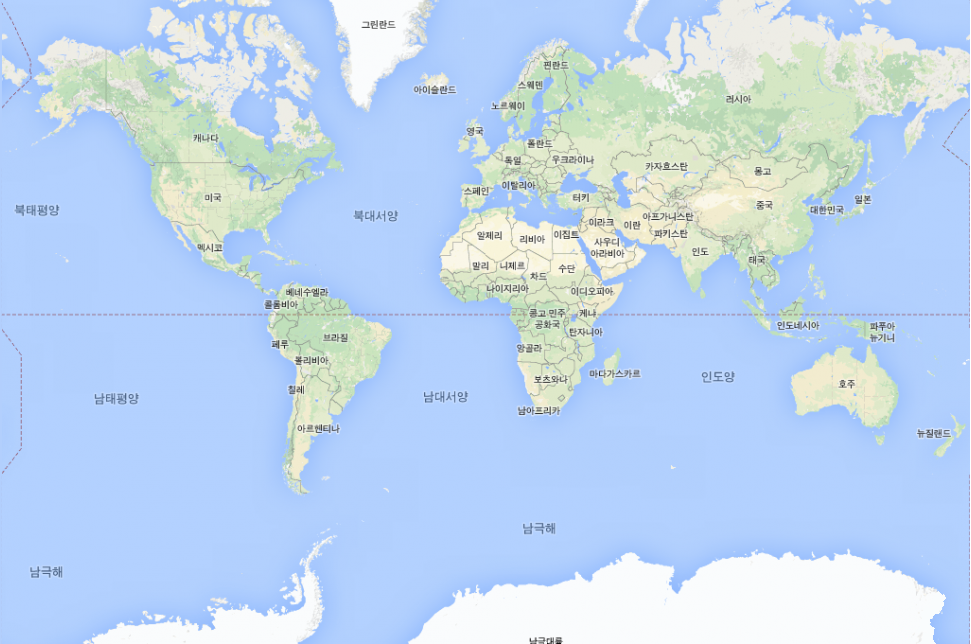 그린란드
핀란드
아이슬란드
스웨덴
노르웨이
러시아
영국
캐나다
폴란드
독일
우크라이나
카자흐스탄
몽골
스페인
이탈리아
터키
미국
중국
일본
대한민국
북태평양
북대서양
이라크
이란
아프가니스탄
파키스탄
알제리
리비아
이집트
사우디
아라비아
멕시코
인도
태국
말리
니제르
차드
수단
나이지리아
이디오피아
베네수엘라
콜롬비아
콩고 민주
공화국
케냐
탄자니아
인도네시아
파푸아
뉴기니
페루
브라질
앙골라
볼리비아
마다가스카르
보츠와나
인도양
칠레
호주
남태평양
남대서양
남아프리카
아르헨티나
뉴질랜드
남극해
남극해
남극대륙